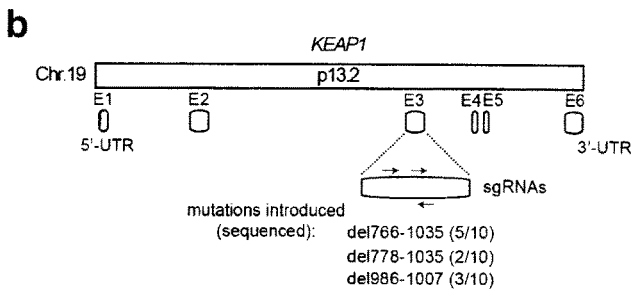 b
KEAP1
Chr.19 p13.2
E1 E2 E3 E4 E5 E6
5'-UTR 3'-UTR
sgRNAs
mutations introduced
(sequenced): del766-1035 (5/10)
del778-1035 (2/10)
del986-1007 (3/10)